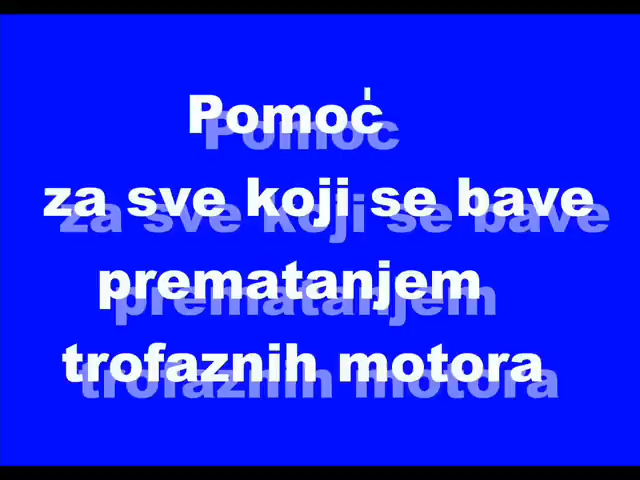 Pomoć
za sve koji se bave
prematanjem
trofaznih motora